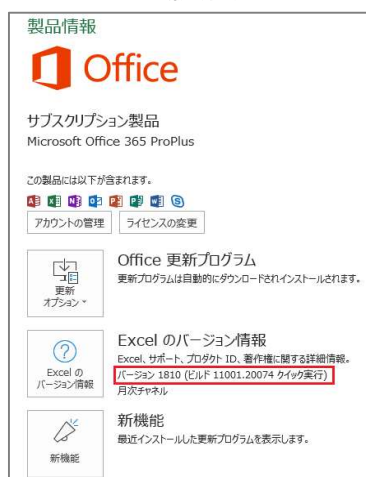 製品情報
Office
サブスクリプション製品
Microsoft Office 365 ProPlus
この製品には以下が含まれます。
アカウントの管理 ライセンスの変更
更新
オプション
Office 更新プログラム
更新プログラムは自動的にダウンロードされインストールされます。
Excel の
バージョン情報
Excel のバージョン情報
Excel、サポート、プロダクト ID、著作権に関する詳細情報。
バージョン 1810 (ビルド 11001.20074 クイック実行)
月次チャネル
新機能
新機能
最近インストールした更新プログラムを表示します。